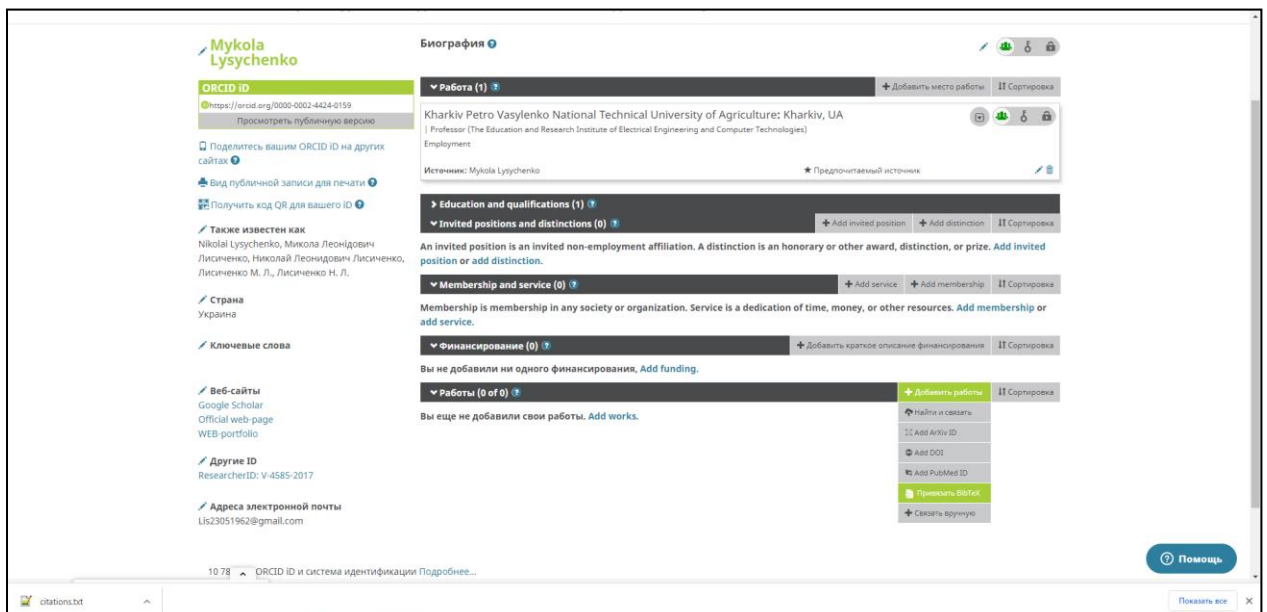 Mykola
Lysychenko
ORCID iD
https://orcid.org/0000-0002-4424-0159
Просмотреть публичную версию
Поделитесь вашим ORCID iD на других
сайтах
Вид публичной записи для печати
Получить код QR для вашего iD
Также известен как
Nikolai Lysychenko, Микола Леонідович
Лисиченко, Николай Леонидович Лисиченко,
Лисиченко М. Л., Лисиченко Н. Л.
Страна
Украина
Ключевые слова
Веб-сайты
Google Scholar
Official web-page
WEB-portfolio
Другие ID
ResearcherID: V-4585-2017
Адреса электронной почты
Lis23051962@gmail.com
Биография
Работа (1)
Добавить место работы
Сортировка
Kharkiv Petro Vasylenko National Technical University of Agriculture: Kharkiv, UA
| Professor (The Education and Research Institute of Electrical Engineering and Computer Technologies)
Employment
Источник: Mykola Lysychenko
Предпочитаемый источник
Education and qualifications (1)
Invited positions and distinctions (0)
Add invited position
Add distinction
Сортировка
An invited position is an invited non-employment affiliation. A distinction is an honorary or other award, distinction, or prize. Add invited
position or add distinction.
Membership and service (0)
Add service
Add membership
Сортировка
Membership is membership in any society or organization. Service is a dedication of time, money, or other resources. Add membership or
add service.
Финансирование (0)
Добавить краткое описание финансирования
Сортировка
Вы не добавили ни одного финансирования, Add funding.
Работы (0 of 0)
Добавить работы
Сортировка
Вы еще не добавили свои работы. Add works.
Найти и связать
Add ArXiv ID
Add DOI
Add PubMed ID
Привязать BibTeX
Связать вручную
10 78 ORCID iD и система идентификации Подробнее...
Помощь
citations.txt
Показать все